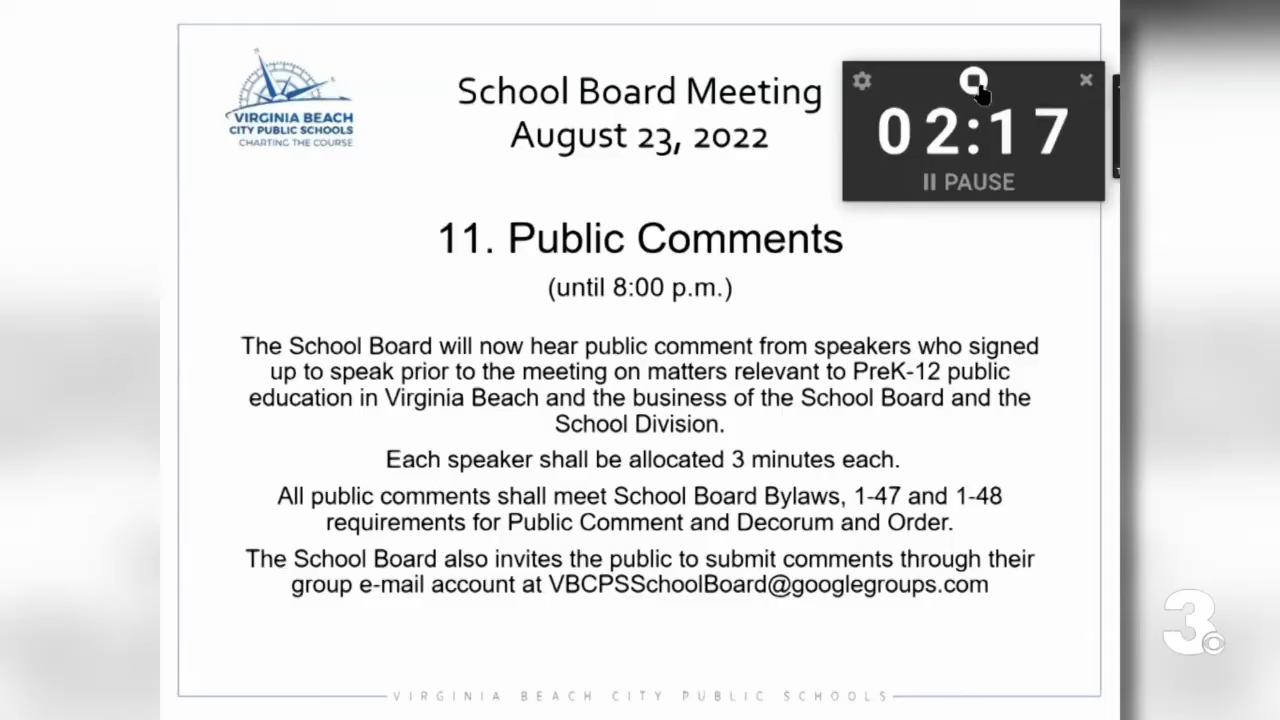 VIRGINIA BEACH
CITY PUBLIC SCHOOLS
CHARTING THE COURSE
School Board Meeting
August 23, 2022
02:17
PAUSE
11. Public Comments
(until 8:00 p.m.)
The School Board will now hear public comment from speakers who signed
up to speak prior to the meeting on matters relevant to PreK-12 public
education in Virginia Beach and the business of the School Board and the
School Division.
Each speaker shall be allocated 3 minutes each.
All public comments shall meet School Board Bylaws, 1-47 and 1-48
requirements for Public Comment and Decorum and Order.
The School Board also invites the public to submit comments through their
group e-mail account at VBCPSSchoolBoard@googlegroups.com
3
VIRGINIA BEACH CITY PUBLIC SCHOOLS